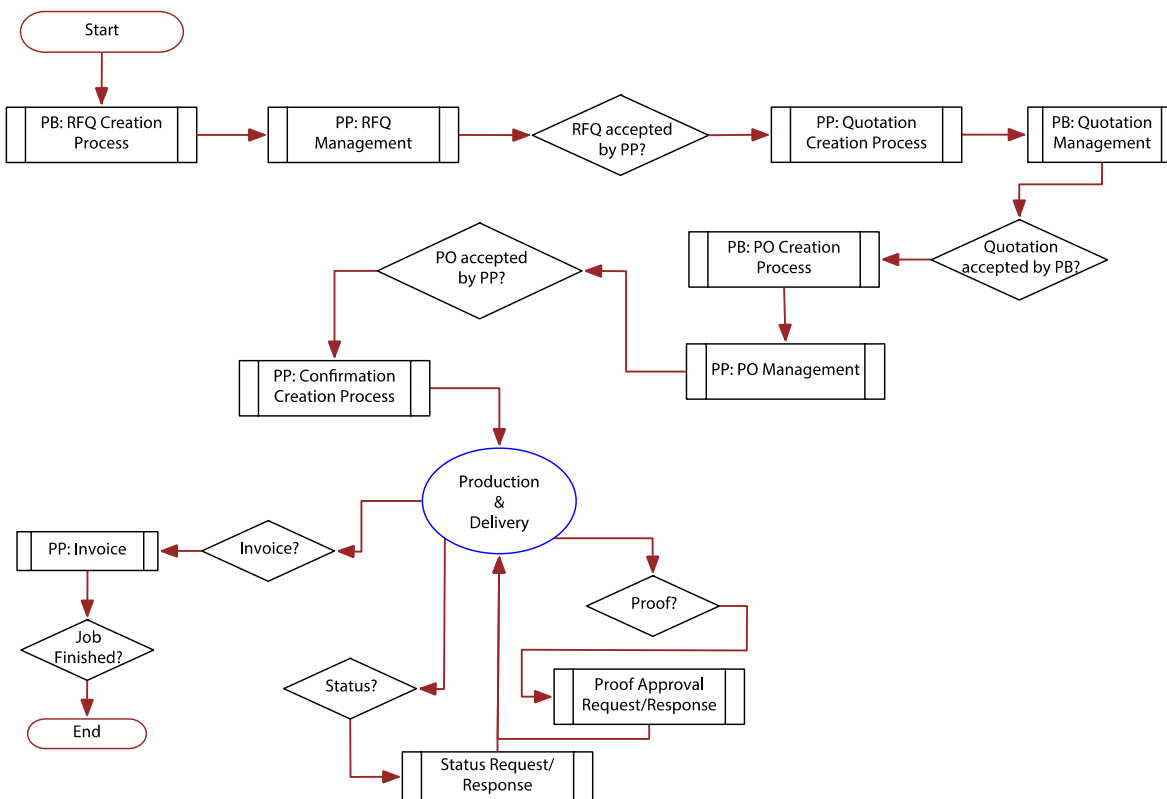 Start
PB: RFQ Creation
Process
PP: RFQ
Management
RFQ accepted
by PP?
PP: Quotation
Creation Process
PB: Quotation
Management
Quotation
accepted by PB?
PB: PO Creation
Process
PP: PO Management
PO accepted
by PP?
PP: Confirmation
Creation Process
Production
&
Delivery
Invoice?
PP: Invoice
Job
Finished?
End
Status?
Status Request/
Response
Proof?
Proof Approval
Request/Response